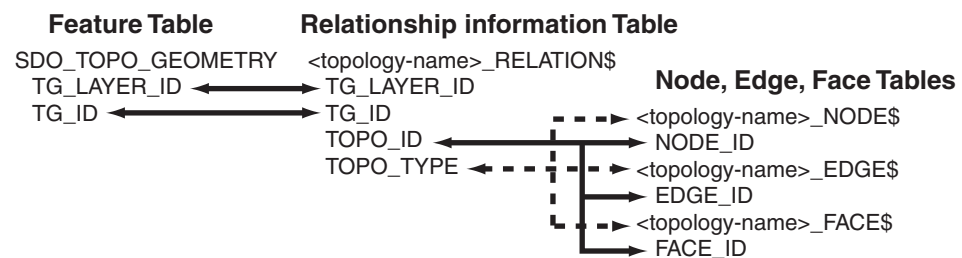 Feature Table
SDO_TOPO_GEOMETRY
TG_LAYER_ID
TG_ID
Relationship information Table
<topology-name>_RELATION$
TG_LAYER_ID
TG_ID
TOPO_ID
TOPO_TYPE
Node, Edge, Face Tables
<topology-name>_NODE$
NODE_ID
<topology-name>_EDGE$
EDGE_ID
<topology-name>_FACE$
FACE_ID